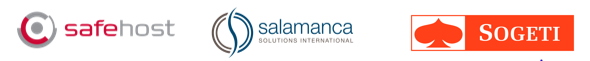 safehost
salamanca
SOLUTIONS INTERNATIONAL
SOGETI